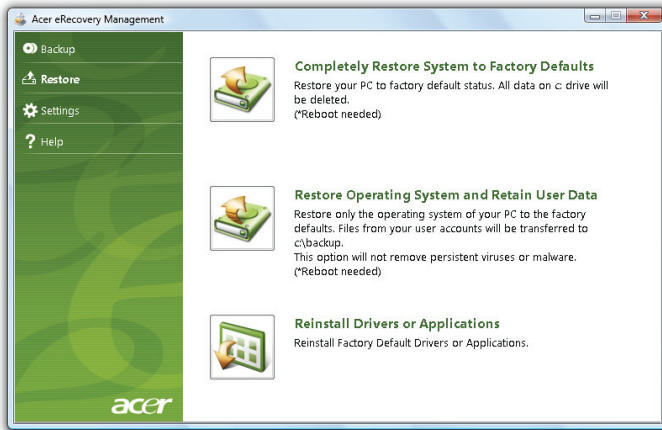 Acer eRecovery Management
Backup
Restore
Settings
Help
Completely Restore System to Factory Defaults
Restore your PC to factory default status. All data on c: drive will
be deleted.
(*Reboot needed)
Restore Operating System and Retain User Data
Restore only the operating system of your PC to the factory
defaults. Files from your user accounts will be transferred to
c:\backup.
This option will not remove persistent viruses or malware.
(*Reboot needed)
Reinstall Drivers or Applications
Reinstall Factory Default Drivers or Applications.
acer